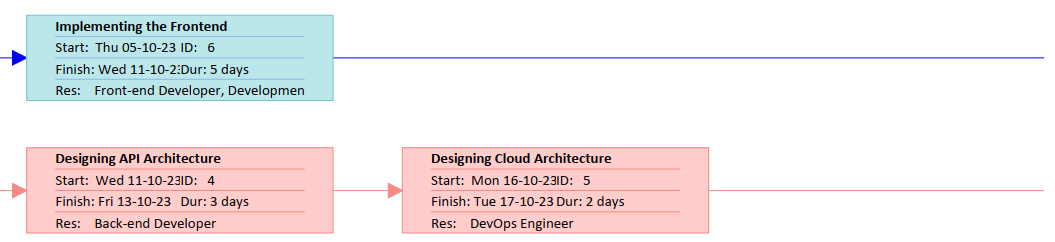 Implementing the Frontend
Start: Thu 05-10-23 ID: 6
Finish: Wed 11-10-23 Dur: 5 days
Res: Front-end Developer, Developmen
Designing API Architecture
Start: Wed 11-10-23 ID: 4
Finish: Fri 13-10-23 Dur: 3 days
Res: Back-end Developer
Designing Cloud Architecture
Start: Mon 16-10-23 ID: 5
Finish: Tue 17-10-23 Dur: 2 days
Res: DevOps Engineer